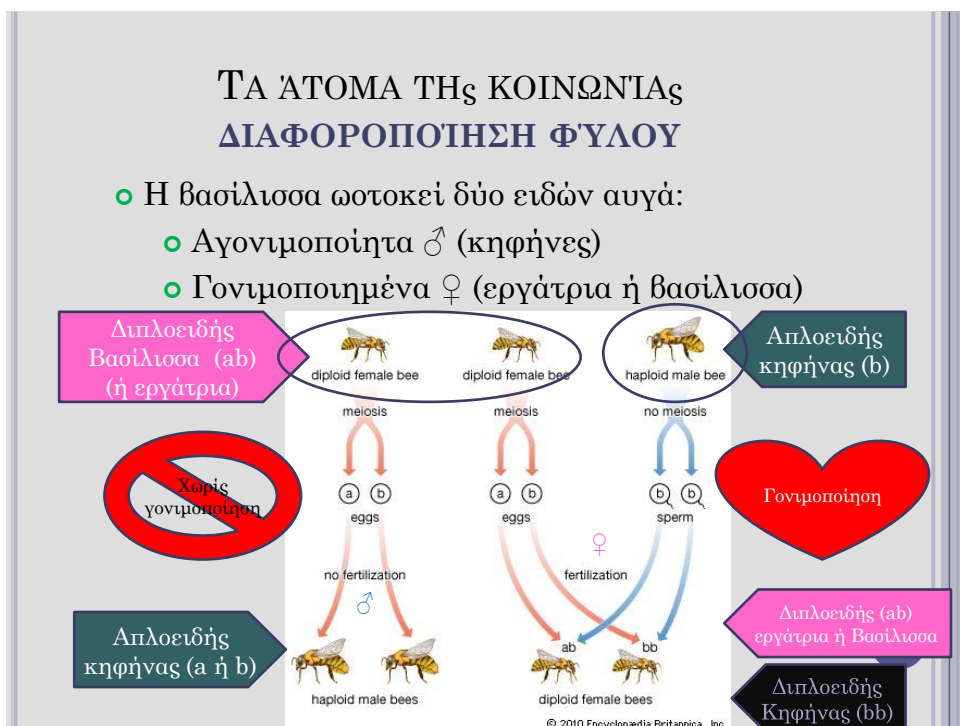 ΤΑ ΆΤΟΜΑ ΤΗς ΚΟΙΝΩΝΊΑς
ΔΙΑΦΟΡΟΠΟΊΗΣΗ ΦΎΛΟΥ
Η βασίλισσα ωοτοκεί δύο ειδών αυγά:
Αγονιμοποίητα ♂ (κηφήνες)
Γονιμοποιημένα ♀ (εργάτρια ή βασίλισσα)
Διπλοειδής
Βασίλισσα (ab)
(ή εργάτρια)
diploid female bee
diploid female bee
haploid male bee
Απλοειδής
κηφήνας (b)
meiosis
meiosis
no meiosis
Χωρίς
γονιμοποίηση
a b
a b
b b
eggs
eggs
sperm
Γονιμοποίηση
♀
no fertilization
fertilization
♂
Απλοειδής
κηφήνας (a ή b)
ab
bb
Διπλοειδής (ab)
εργάτρια ή Βασίλισσα
haploid male bees
diploid female bees
Διπλοειδής
Κηφήνας (bb)
© 2010 Encyclopædia Britannica, Inc.